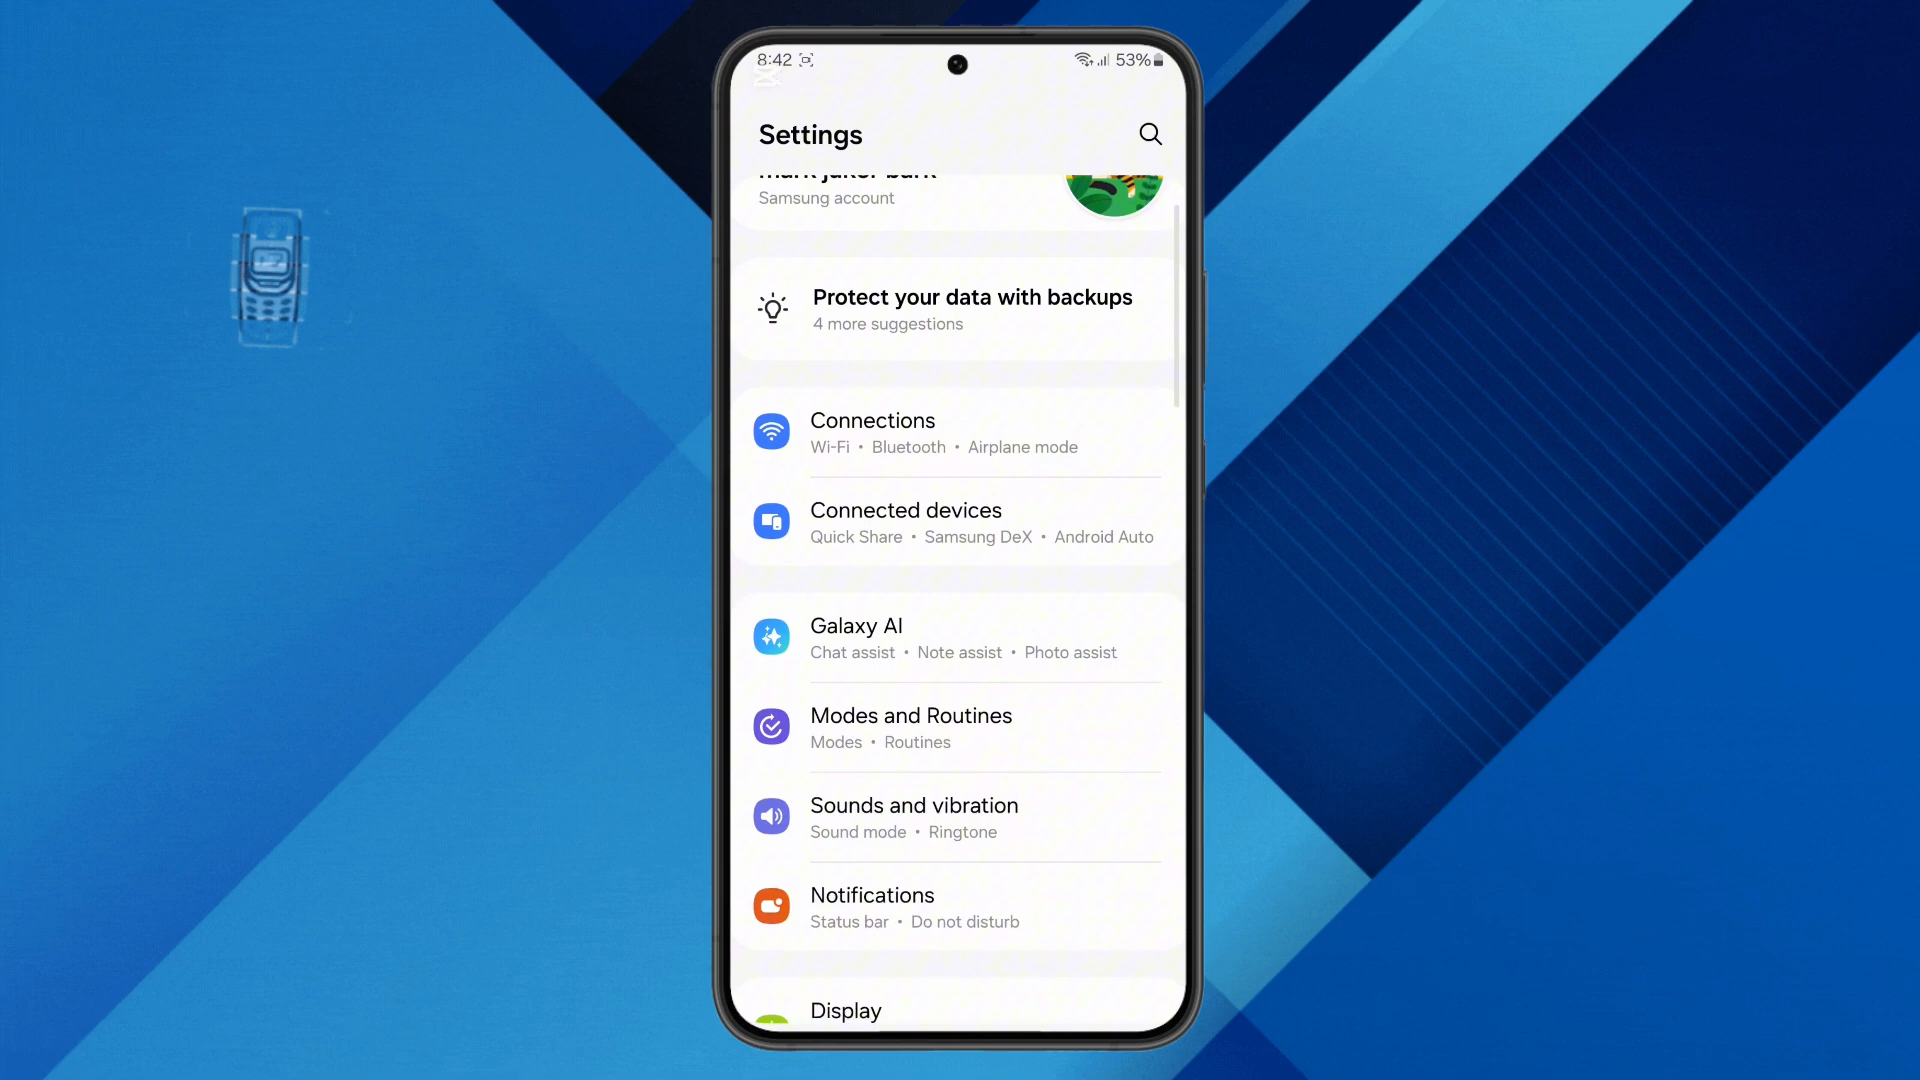 8:42
53%
Settings
Samsung account
Protect your data with backups
4 more suggestions
Connections
Wi-Fi • Bluetooth • Airplane mode
Connected devices
Quick Share • Samsung DeX • Android Auto
Galaxy AI
Chat assist • Note assist • Photo assist
Modes and Routines
Modes • Routines
Sounds and vibration
Sound mode • Ringtone
Notifications
Status bar • Do not disturb
Display